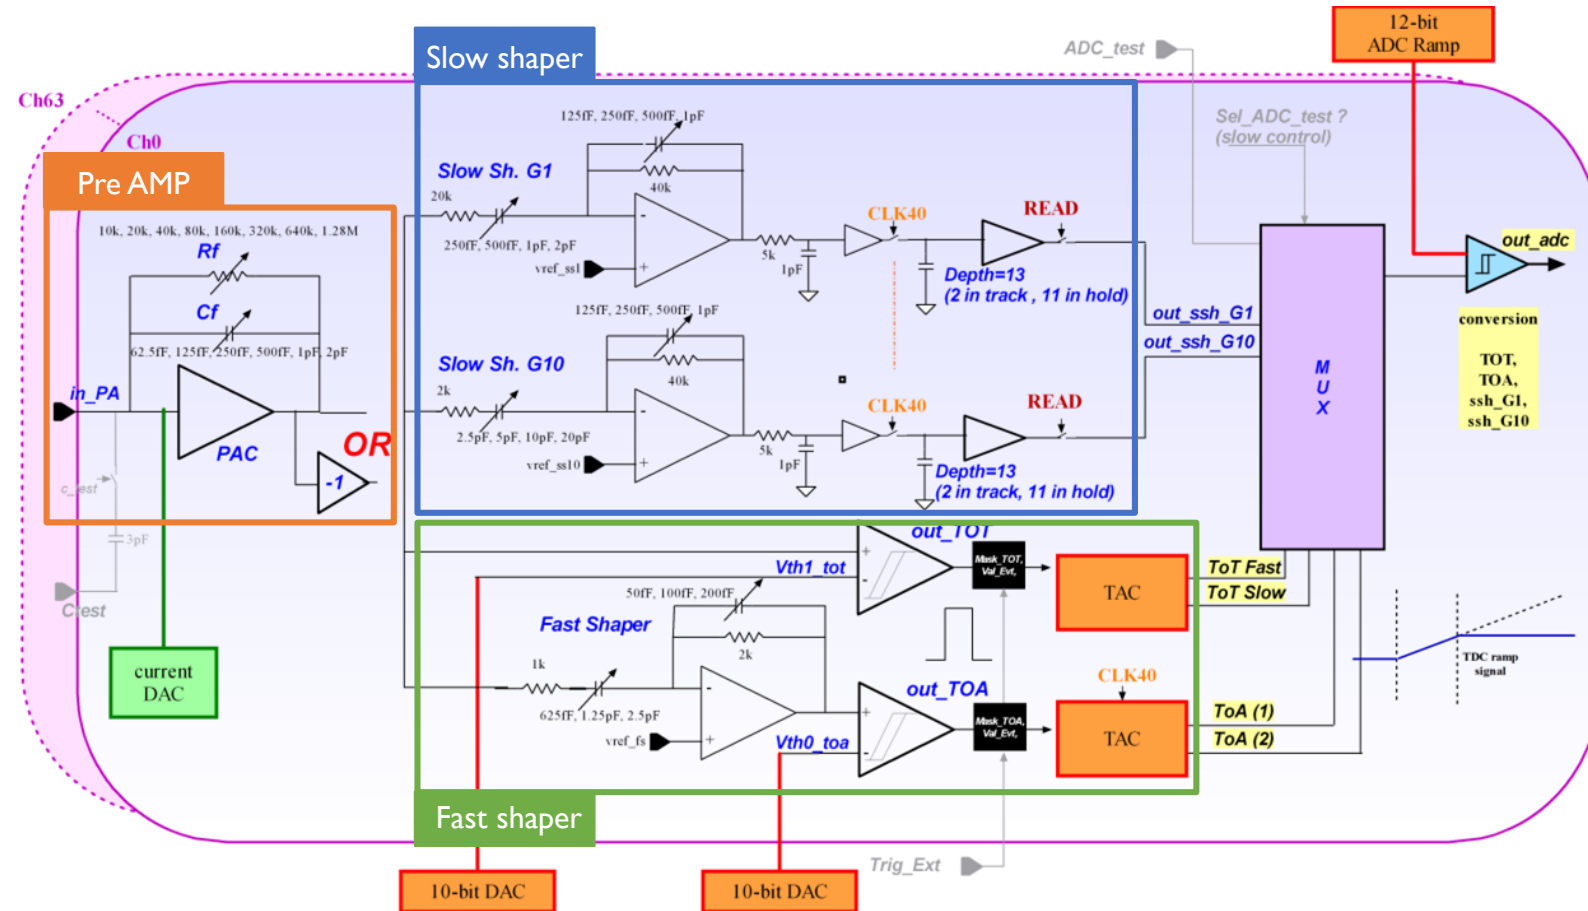 12-bit
ADC Ramp
Slow shaper
ADC_test
Ch63
Ch0
125fF, 250fF, 500fF, 1pF
Sel_ADC_test ?
(slow control)
Pre AMP
Slow Sh. G1
20k
40k
CLK40
READ
10k, 20k, 40k, 80k, 160k, 320k, 640k, 1.28M
Rf
250fF, 500fF, 1pF, 2pF
vref_ss1
5k
1pF
Depth=13
(2 in track , 11 in hold)
out_adc
Cf
125fF, 250fF, 500fF, 1pF
out_ssh_G1
out_ssh_G10
conversion
TOT,
TOA,
ssh_G1,
ssh_G10
62.5fF, 125fF, 250fF, 500fF, 1pF, 2pF
Slow Sh. G10
2k
40k
M
U
X
in_PA
CLK40
READ
PAC
OR
-1
2.5pF, 5pF, 10pF, 20pF
vref_ss10
5k
1pF
Depth=13
(2 in track, 11 in hold)
c_test
3pF
Ctest
out_TOT
Vth1_tot
Mask_TOT,
Val_Evt,
TAC
ToT Fast
ToT Slow
50fF, 100fF, 200fF
Fast Shaper
1k
2k
625fF, 1.25pF, 2.5pF
vref_fs
TDC ramp
signal
current
DAC
out_TOA
CLK40
Vth0_toa
Mask_TOA,
Val_Evt,
TAC
ToA (1)
ToA (2)
Fast shaper
Trig_Ext
10-bit DAC
10-bit DAC